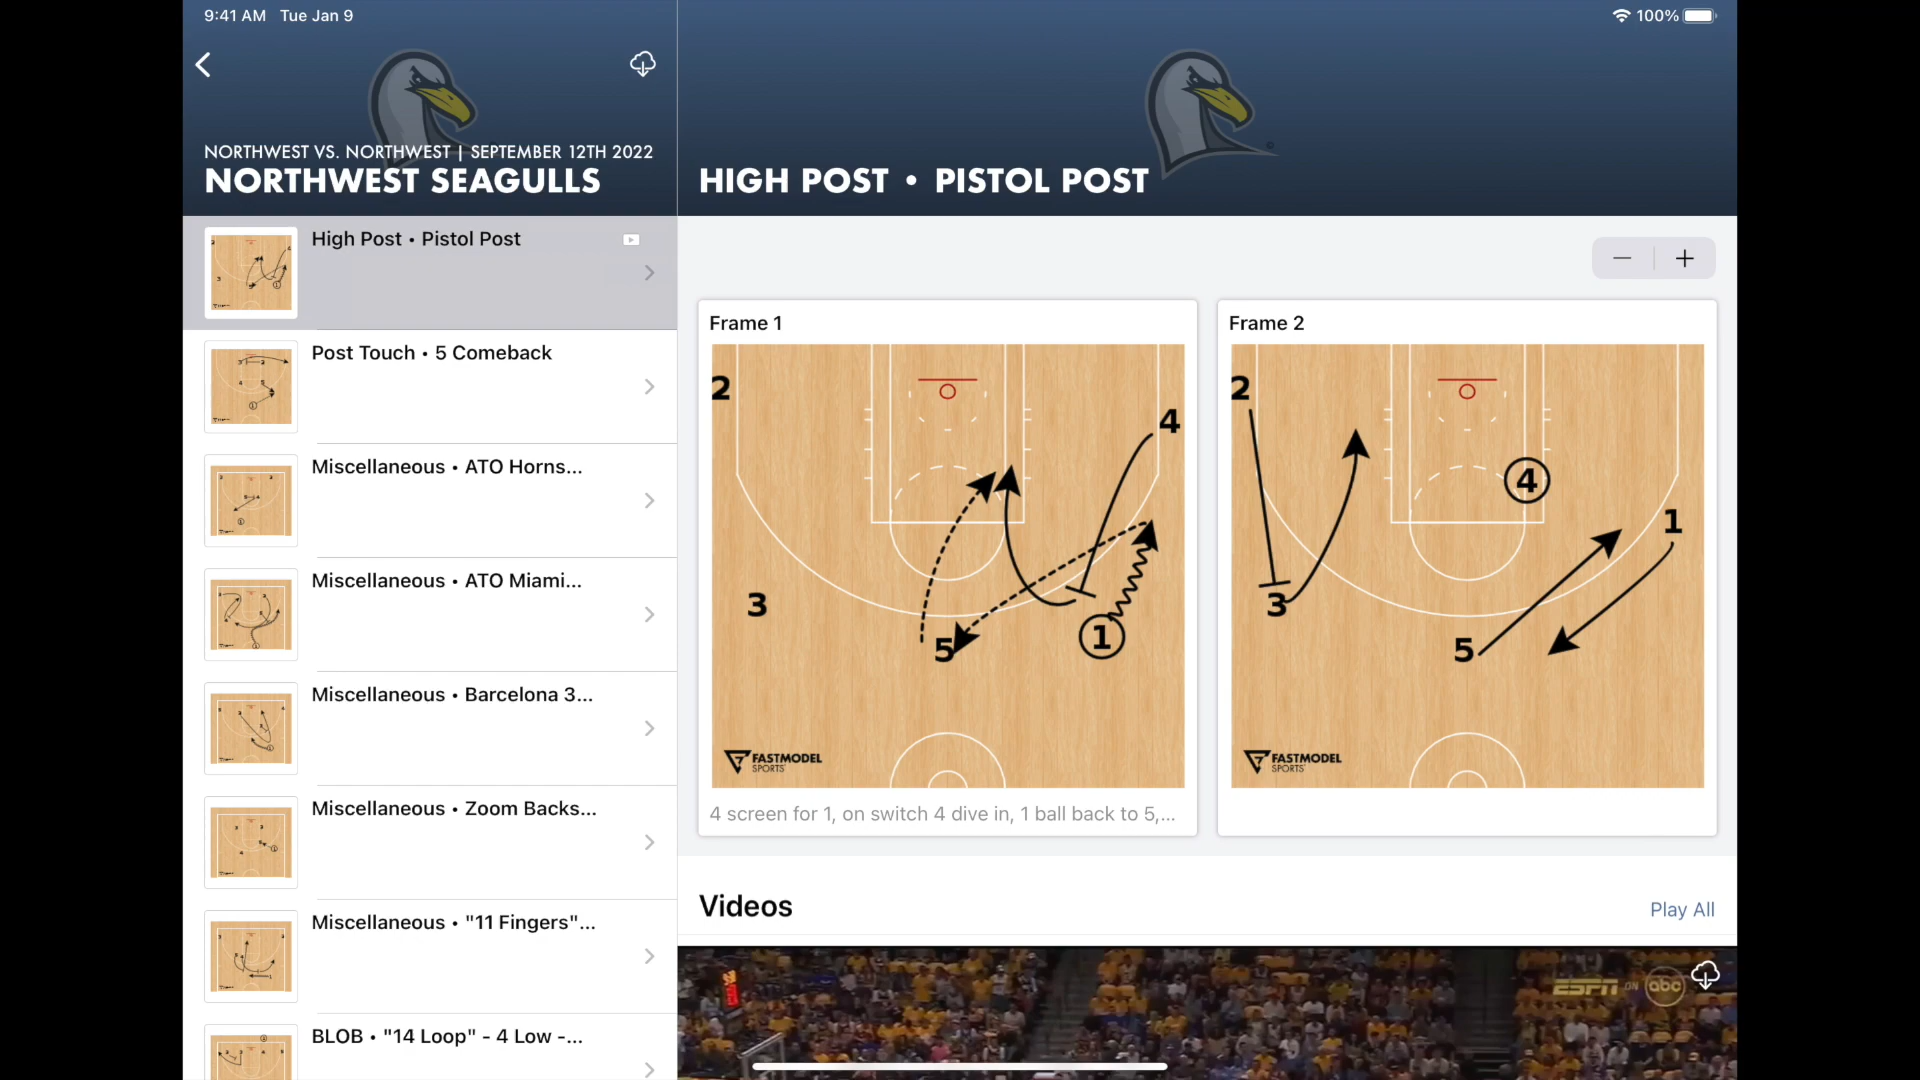 9:41 AM Tue Jan 9
100%
NORTHWEST VS. NORTHWEST | SEPTEMBER 12TH 2022
NORTHWEST SEAGULLS
HIGH POST • PISTOL POST
High Post • Pistol Post
Post Touch • 5 Comeback
Miscellaneous • ATO Horns...
Miscellaneous • ATO Miami...
Miscellaneous • Barcelona 3...
Miscellaneous • Zoom Backs...
Miscellaneous • "11 Fingers"...
BLOB • "14 Loop" - 4 Low -...
Frame 1
2
4
3
5
1
FASTMODEL
SPORTS
4 screen for 1, on switch 4 dive in, 1 ball back to 5,...
Frame 2
2
4
1
3
5
FASTMODEL
SPORTS
Videos
Play All
ESPN ON abc